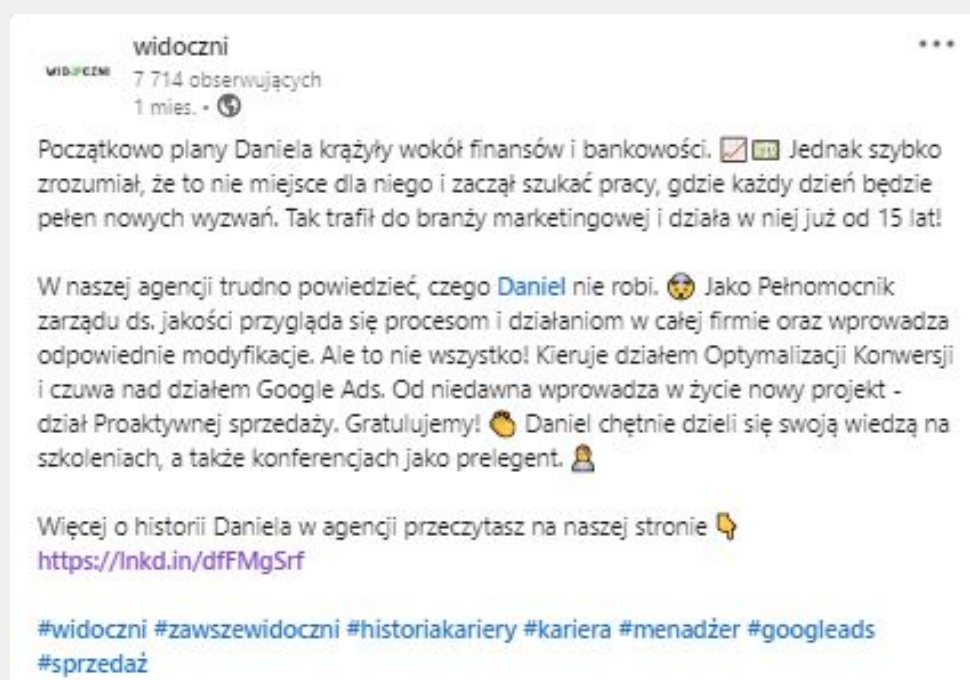 widoczni
WIDOCZNI
7 714 obserwujących
1 mies. •
Początkowo plany Daniela krążyły wokół finansów i bankowości. 📈💵 Jednak szybko
zrozumiał, że to nie miejsce dla niego i zaczął szukać pracy, gdzie każdy dzień będzie
pełen nowych wyzwań. Tak trafił do branży marketingowej i działa w niej już od 15 lat!
W naszej agencji trudno powiedzieć, czego Daniel nie robi. 🤯 Jako Pełnomocnik
zarządu ds. jakości przygląda się procesom i działaniom w całej firmie oraz wprowadza
odpowiednie modyfikacje. Ale to nie wszystko! Kieruje działem Optymalizacji Konwersji
i czuwa nad działem Google Ads. Od niedawna wprowadza w życie nowy projekt -
dział Proaktywnej sprzedaży. Gratulujemy! 👏 Daniel chętnie dzieli się swoją wiedzą na
szkoleniach, a także konferencjach jako prelegent. 👨‍💻
Więcej o historii Daniela w agencji przeczytasz na naszej stronie 👇
https://lnkd.in/dfFMgSrf
#widoczni #zawszewidoczni #historiakariery #kariera #menadżer #googleads
#sprzedaż